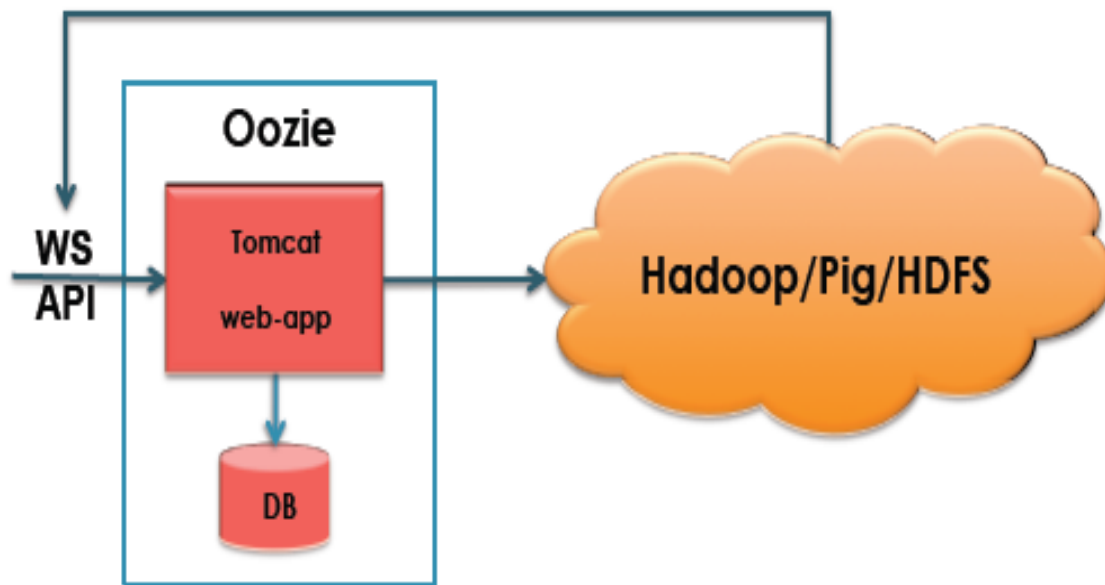 Oozie
WS
API
Tomcat
web-app
Hadoop/Pig/HDFS
DB